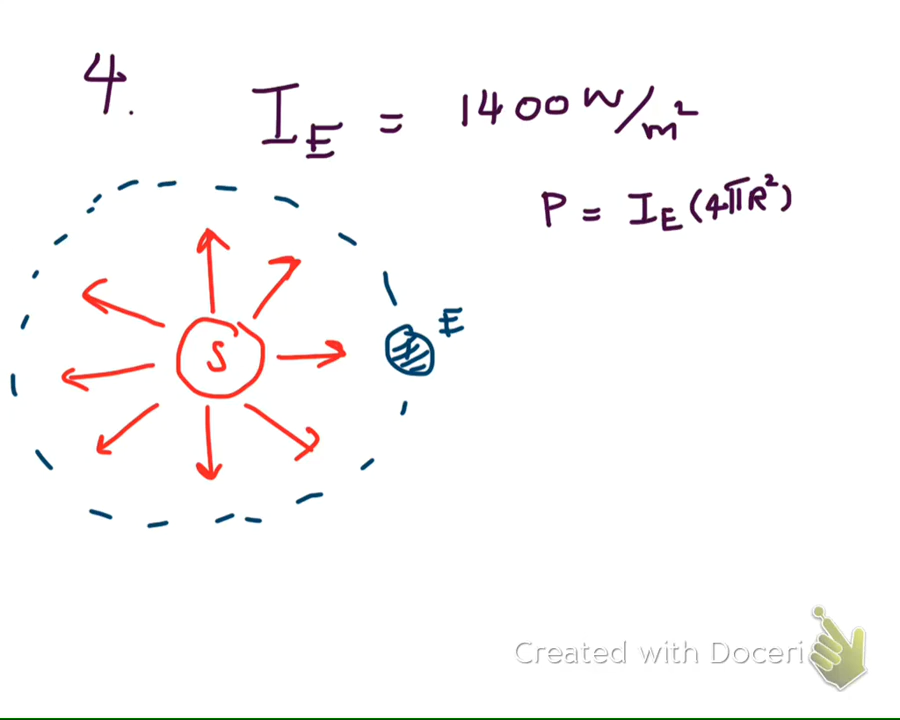 4.
I_E = 1400 W/m²
P = I_E (4πR²)
E
S
Created with Doceri